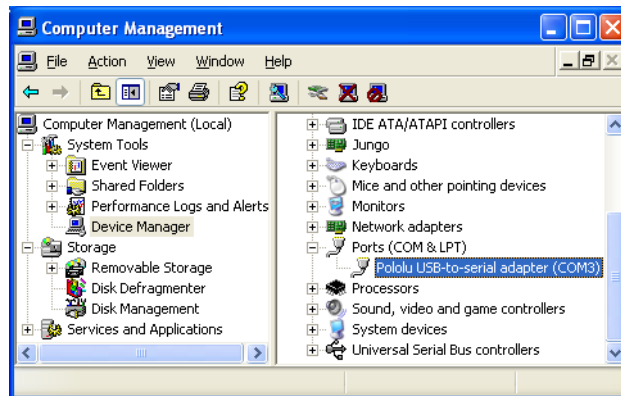 Computer Management
File Action View Window Help
Computer Management (Local)
System Tools
Event Viewer
Shared Folders
Performance Logs and Alerts
Device Manager
Storage
Removable Storage
Disk Defragmenter
Disk Management
Services and Applications
IDE ATA/ATAPI controllers
Jungo
Keyboards
Mice and other pointing devices
Monitors
Network adapters
Ports (COM & LPT)
Pololu USB-to-serial adapter (COM3)
Processors
Sound, video and game controllers
System devices
Universal Serial Bus controllers